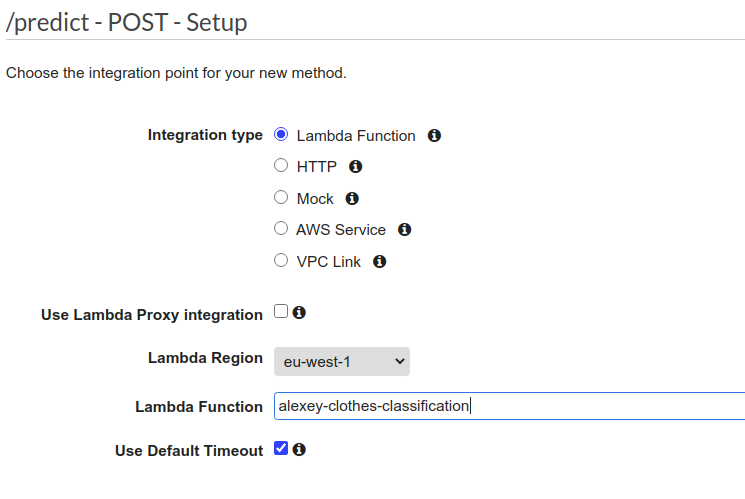 /predict - POST - Setup
Choose the integration point for your new method.
Integration type
Lambda Function
HTTP
Mock
AWS Service
VPC Link
Use Lambda Proxy integration
Lambda Region eu-west-1
Lambda Function alexey-clothes-classification
Use Default Timeout